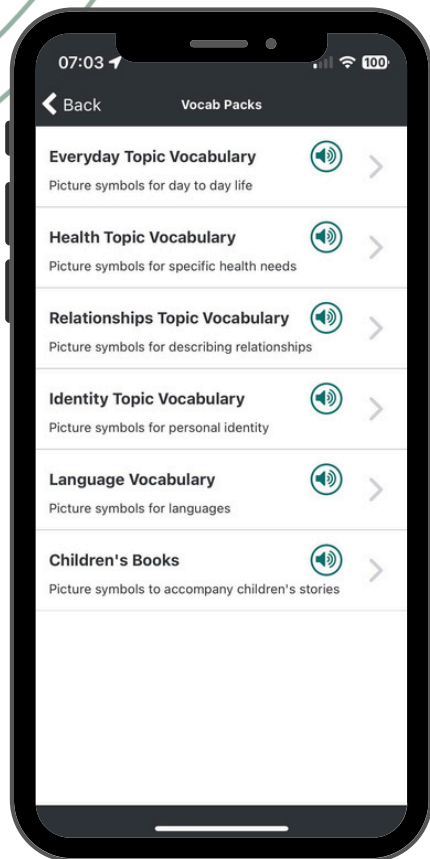 07:03
100
Back
Vocab Packs
Everyday Topic Vocabulary
Picture symbols for day to day life
Health Topic Vocabulary
Picture symbols for specific health needs
Relationships Topic Vocabulary
Picture symbols for describing relationships
Identity Topic Vocabulary
Picture symbols for personal identity
Language Vocabulary
Picture symbols for languages
Children's Books
Picture symbols to accompany children's stories